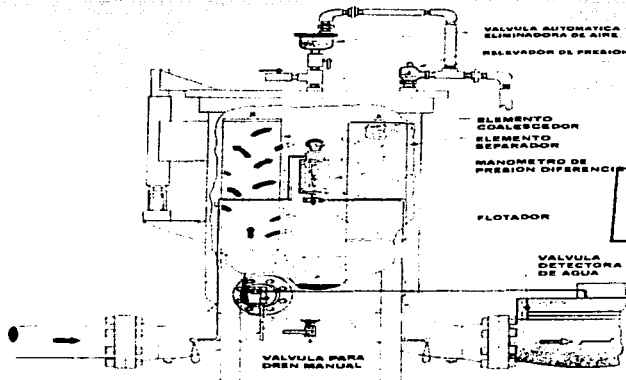 VALVULA AUTOMATICA
ELIMINADORA DE AIRE.
RELEVADOR DE PRESION
ELEMENTO
COALESCEDOR
ELEMENTO
SEPARADOR
MANOMETRO DE
PRESION DIFERENCI
FLOTADOR
VALVULA
DETECTORA
DE AGUA
VALVULA PARA
DREN MANUAL